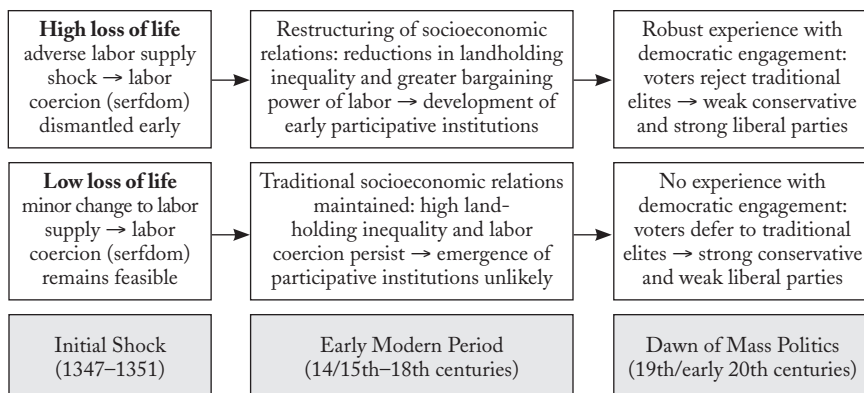 High loss of life
adverse labor supply
shock → labor
coercion (serfdom)
dismantled early
Restructuring of socioeconomic
relations: reductions in landholding
inequality and greater bargaining
power of labor → development of
early participative institutions
Robust experience with
democratic engagement:
voters reject traditional
elites → weak conservative
and strong liberal parties
Low loss of life
minor change to labor
supply → labor
coercion (serfdom)
remains feasible
Traditional socioeconomic relations
maintained: high land-
holding inequality and labor
coercion persist → emergence of
participative institutions unlikely
No experience with
democratic engagement:
voters defer to traditional
elites → strong conservative
and weak liberal parties
Initial Shock
(1347–1351)
Early Modern Period
(14/15th–18th centuries)
Dawn of Mass Politics
(19th/early 20th centuries)